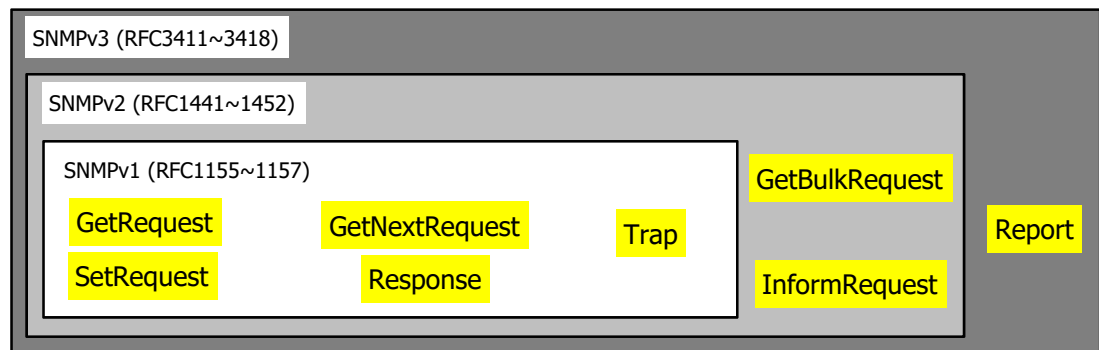 SNMPv3 (RFC3411~3418)
SNMPv2 (RFC1441~1452)
SNMPv1 (RFC1155~1157)
GetRequest
GetNextRequest
Trap
SetRequest
Response
GetBulkRequest
InformRequest
Report